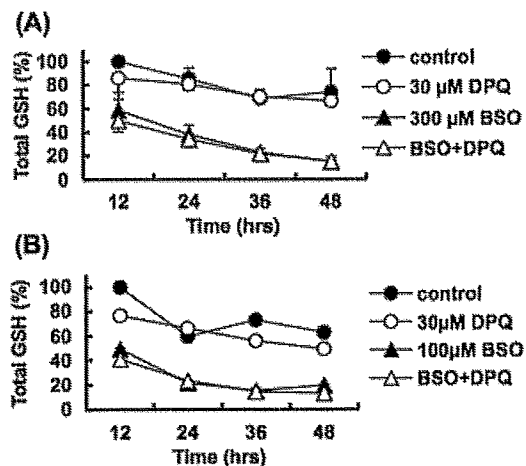 (A)
Total GSH (%)
100
80
60
40
20
0
12 24 36 48
Time (hrs)
control
30 µM DPQ
300 µM BSO
BSO+DPQ
(B)
Total GSH (%)
100
80
60
40
20
0
12 24 36 48
Time (hrs)
control
30µM DPQ
100µM BSO
BSO+DPQ